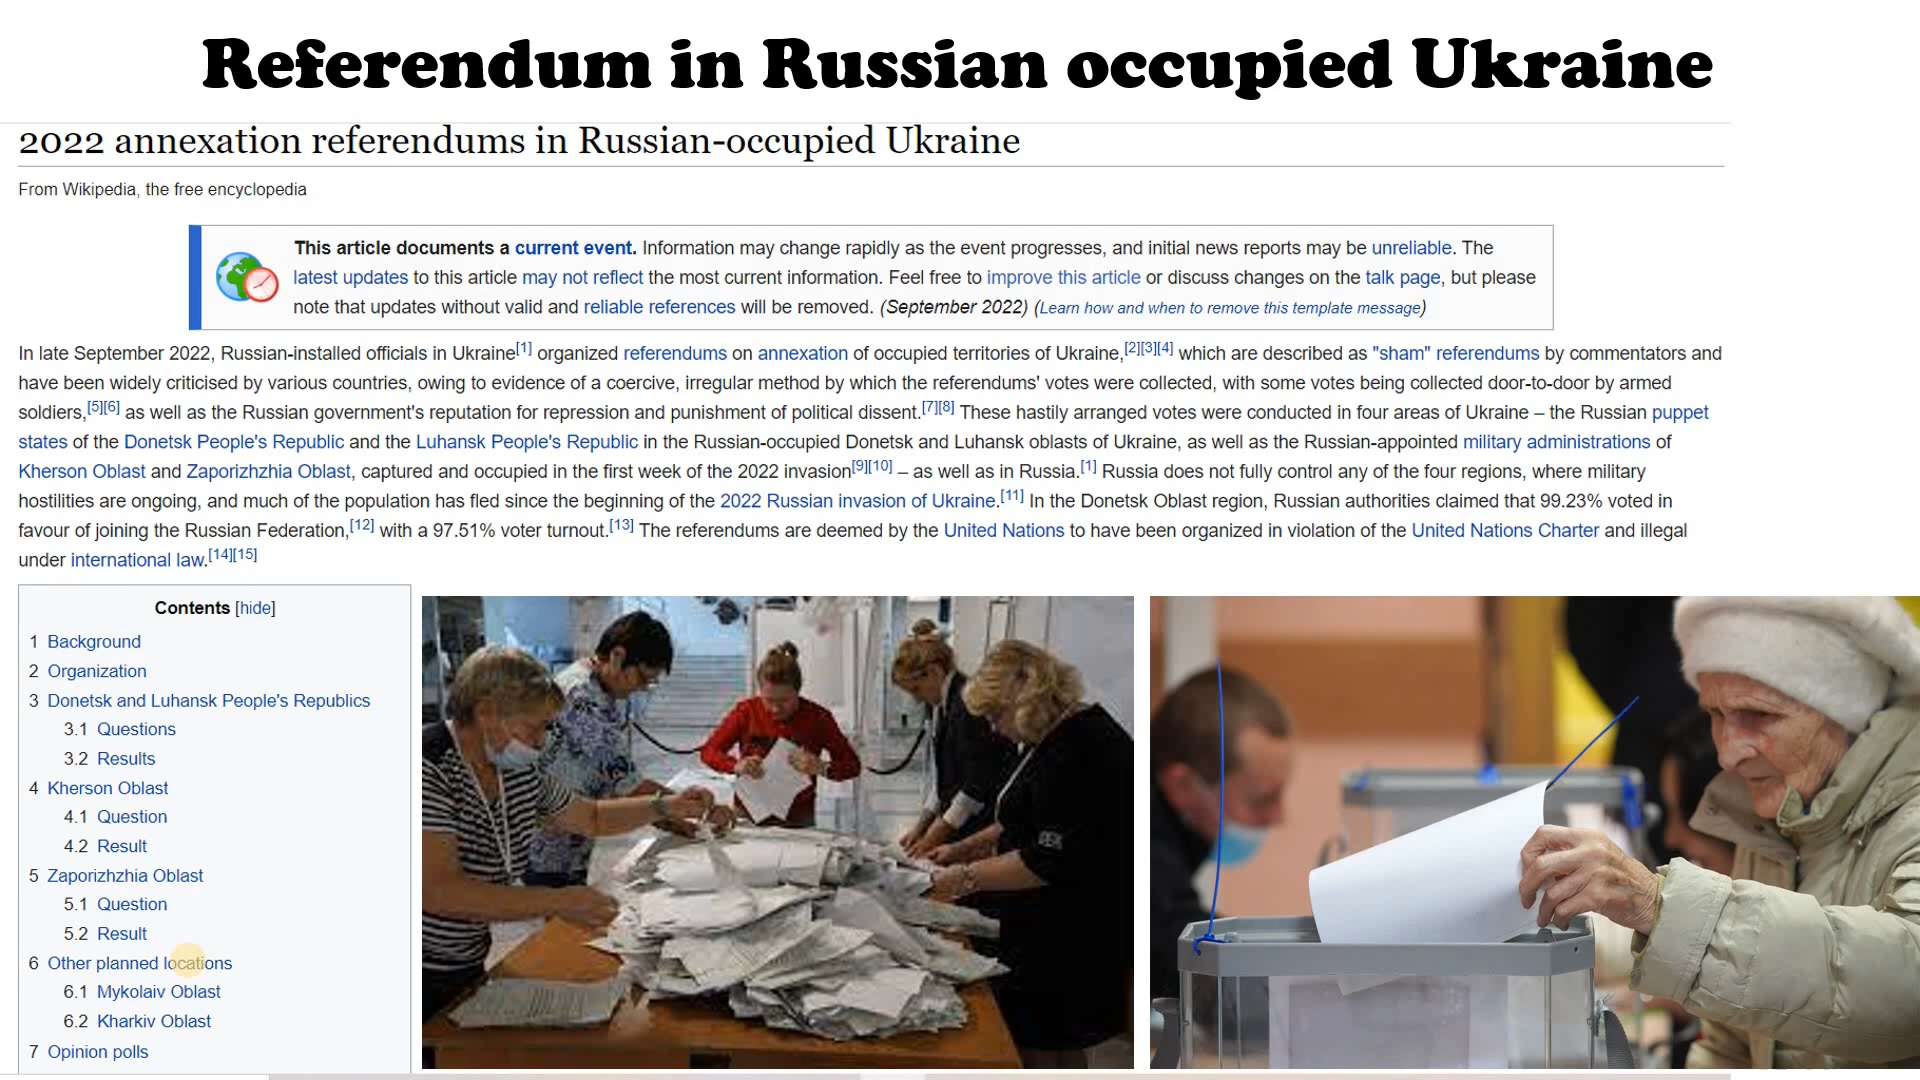 Referendum in Russian occupied Ukraine
2022 annexation referendums in Russian-occupied Ukraine
From Wikipedia, the free encyclopedia
This article documents a current event. Information may change rapidly as the event progresses, and initial news reports may be unreliable. The
latest updates to this article may not reflect the most current information. Feel free to improve this article or discuss changes on the talk page, but please
note that updates without valid and reliable references will be removed. (September 2022) (Learn how and when to remove this template message)
In late September 2022, Russian-installed officials in Ukraine[1] organized referendums on annexation of occupied territories of Ukraine,[2][3][4] which are described as "sham" referendums by commentators and
have been widely criticised by various countries, owing to evidence of a coercive, irregular method by which the referendums' votes were collected, with some votes being collected door-to-door by armed
soldiers,[5][6] as well as the Russian government's reputation for repression and punishment of political dissent.[7][8] These hastily arranged votes were conducted in four areas of Ukraine – the Russian puppet
states of the Donetsk People's Republic and the Luhansk People's Republic in the Russian-occupied Donetsk and Luhansk oblasts of Ukraine, as well as the Russian-appointed military administrations of
Kherson Oblast and Zaporizhzhia Oblast, captured and occupied in the first week of the 2022 invasion[9][10] – as well as in Russia.[1] Russia does not fully control any of the four regions, where military
hostilities are ongoing, and much of the population has fled since the beginning of the 2022 Russian invasion of Ukraine.[11] In the Donetsk Oblast region, Russian authorities claimed that 99.23% voted in
favour of joining the Russian Federation,[12] with a 97.51% voter turnout.[13] The referendums are deemed by the United Nations to have been organized in violation of the United Nations Charter and illegal
under international law.[14][15]
Contents [hide]
1 Background
2 Organization
3 Donetsk and Luhansk People's Republics
3.1 Questions
3.2 Results
4 Kherson Oblast
4.1 Question
4.2 Result
5 Zaporizhzhia Oblast
5.1 Question
5.2 Result
6 Other planned locations
6.1 Mykolaiv Oblast
6.2 Kharkiv Oblast
7 Opinion polls